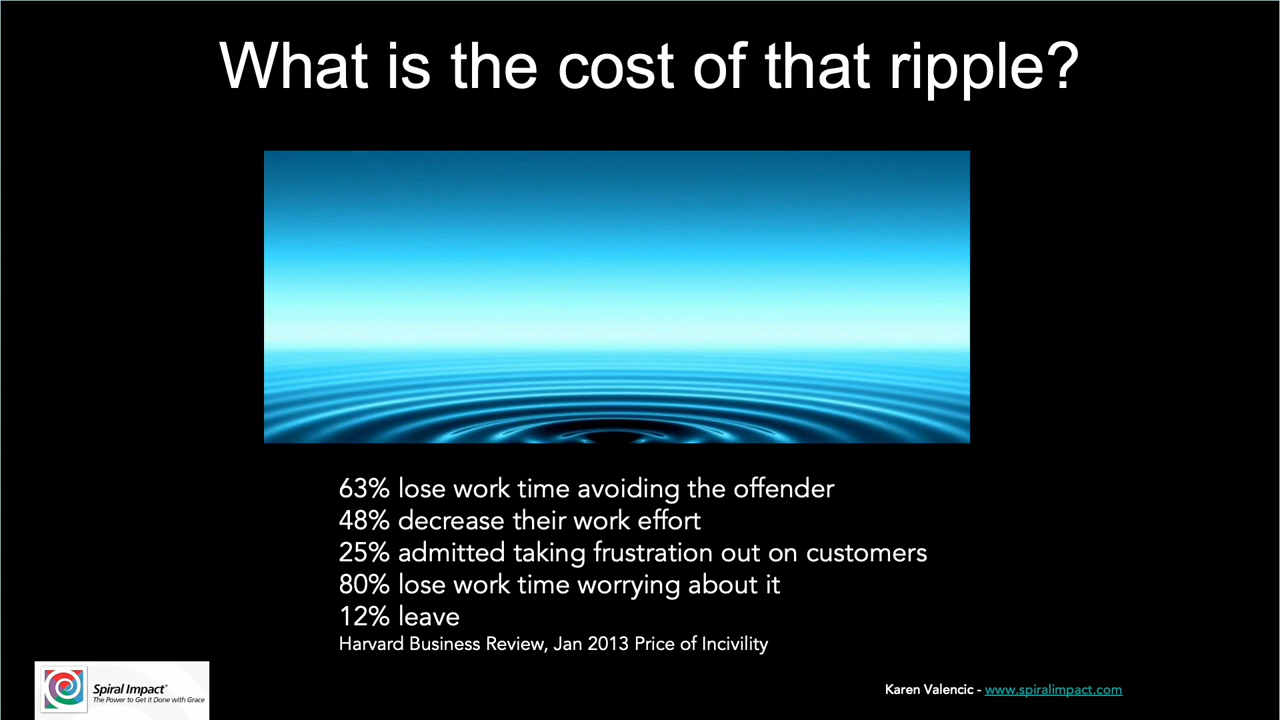 What is the cost of that ripple?
63% lose work time avoiding the offender
48% decrease their work effort
25% admitted taking frustration out on customers
80% lose work time worrying about it
12% leave
Harvard Business Review, Jan 2013 Price of Incivility
Spiral Impact®
The Power to Get it Done with Grace
Karen Valencic - www.spiralimpact.com